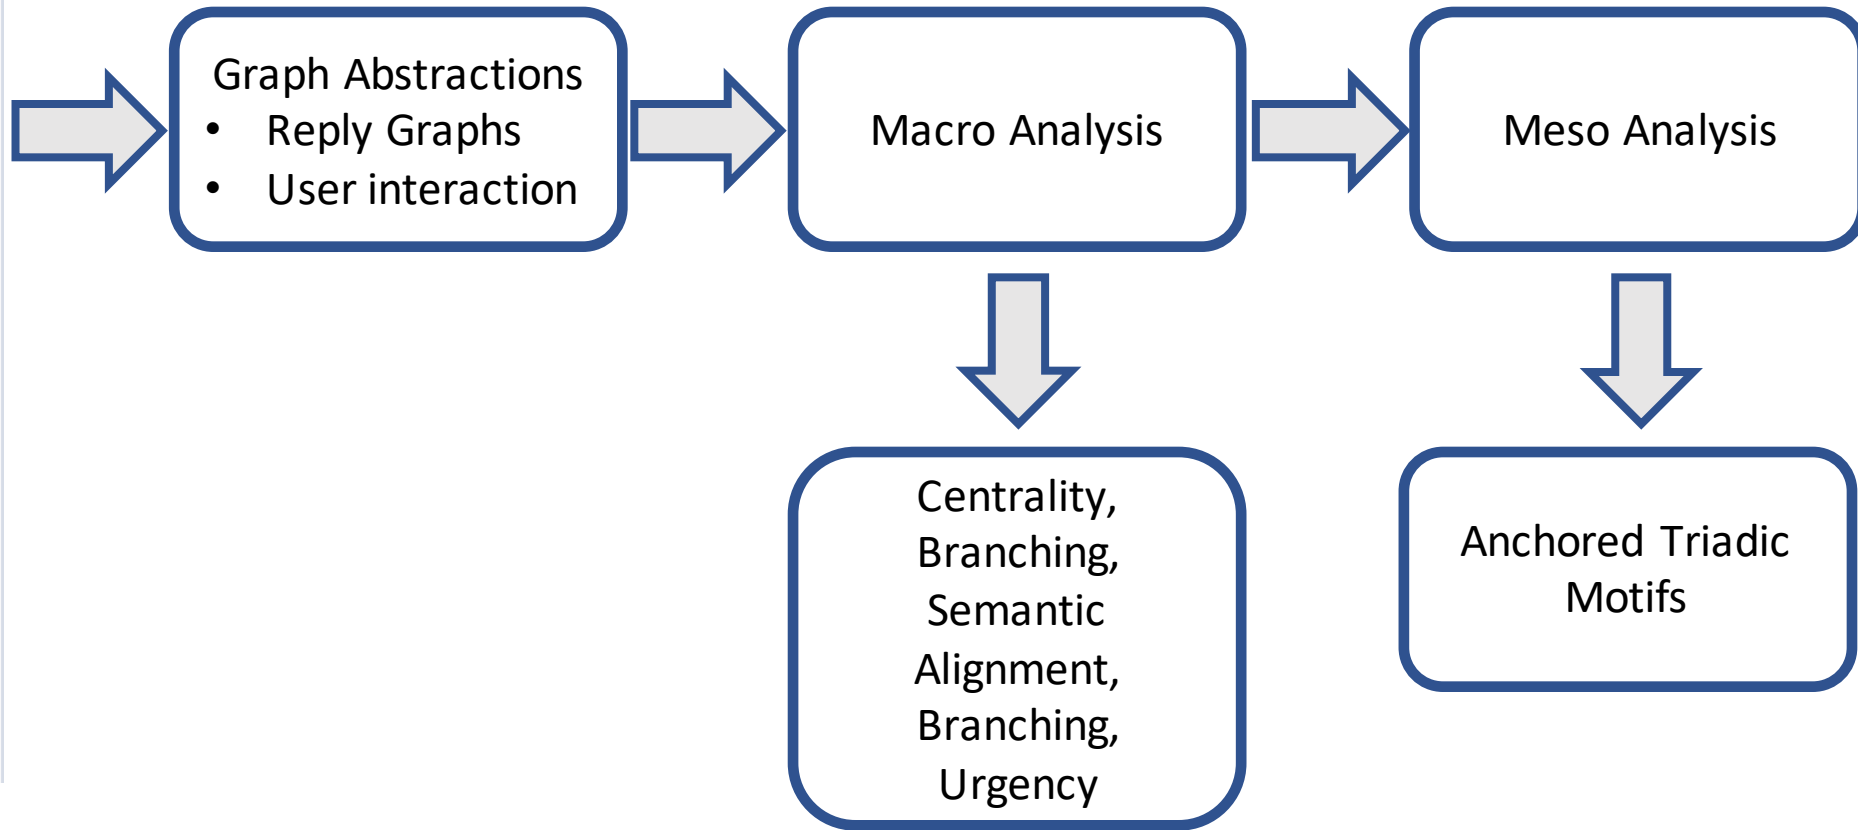 Graph Abstractions
• Reply Graphs
• User interaction
Macro Analysis
Meso Analysis
Centrality,
Branching,
Semantic
Alignment,
Branching,
Urgency
Anchored Triadic
Motifs